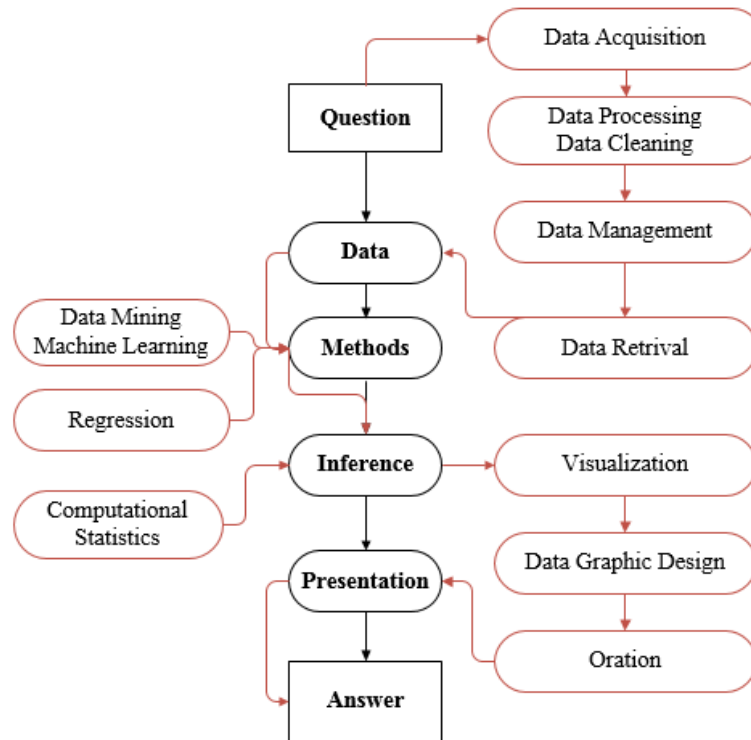 Data Acquisition
Question
Data Processing
Data Cleaning
Data Management
Data
Data Mining
Machine Learning
Methods
Data Retrival
Regression
Inference
Visualization
Computational
Statistics
Presentation
Data Graphic Design
Oration
Answer